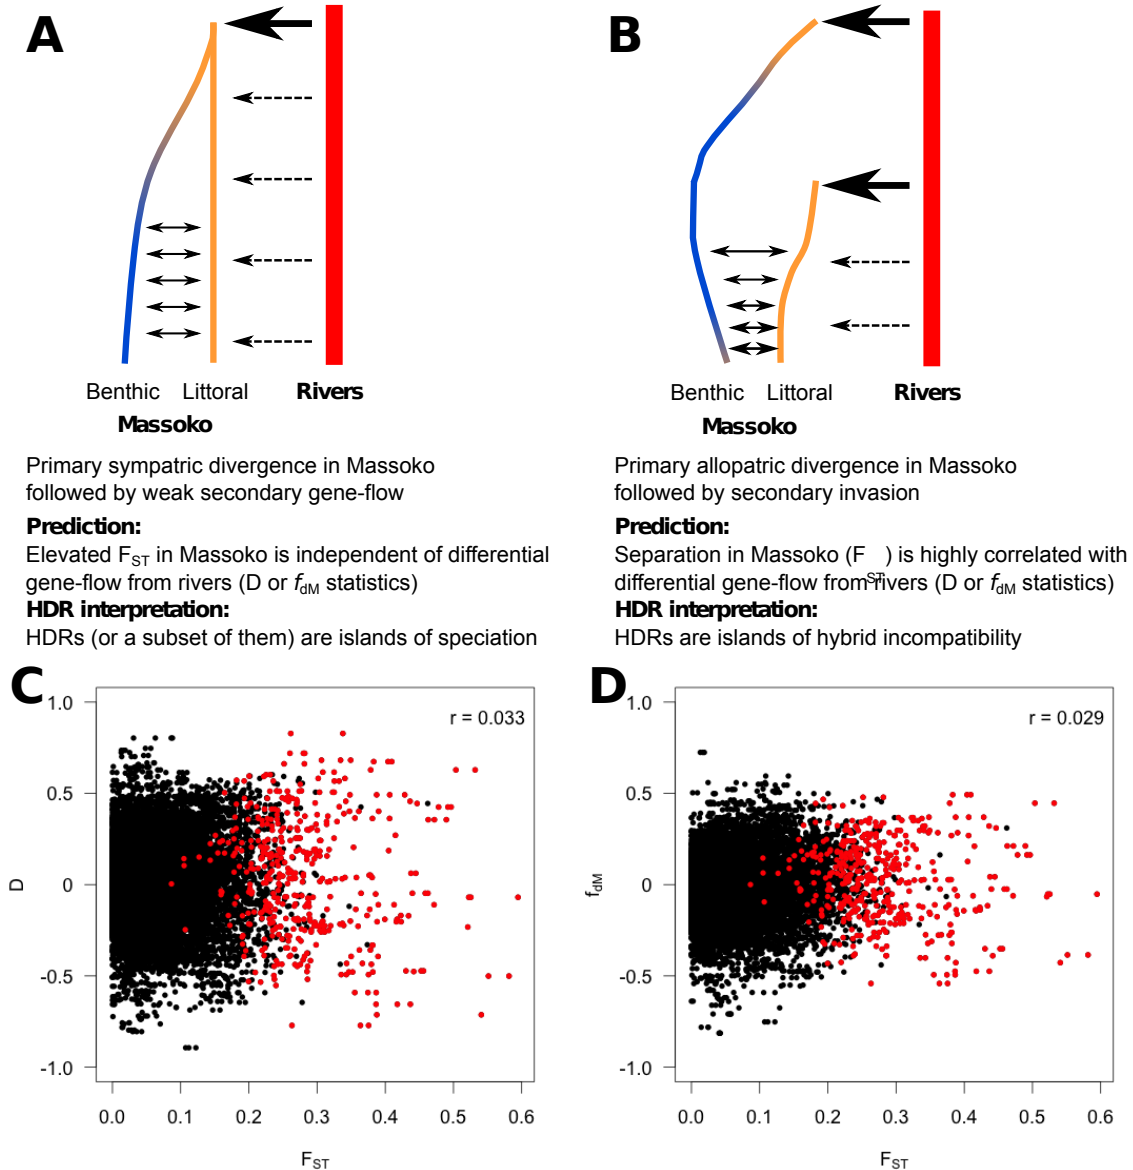 A
Benthic Littoral Rivers
Massoko
Primary sympatric divergence in Massoko
followed by weak secondary gene-flow
Prediction:
Elevated FST in Massoko is independent of differential
gene-flow from rivers (D or fdM statistics)
HDR interpretation:
HDRs (or a subset of them) are islands of speciation
B
Benthic Littoral Rivers
Massoko
Primary allopatric divergence in Massoko
followed by secondary invasion
Prediction:
Separation in Massoko (FST) is highly correlated with
differential gene-flow from rivers (D or fdM statistics)
HDR interpretation:
HDRs are islands of hybrid incompatibility
C
r = 0.033
1.0
0.5
0
-0.5
-1.0
D
0.0 0.1 0.2 0.3 0.4 0.5 0.6
FST
D
r = 0.029
1.0
0.5
0
-0.5
-1.0
fdM
0.0 0.1 0.2 0.3 0.4 0.5 0.6
FST